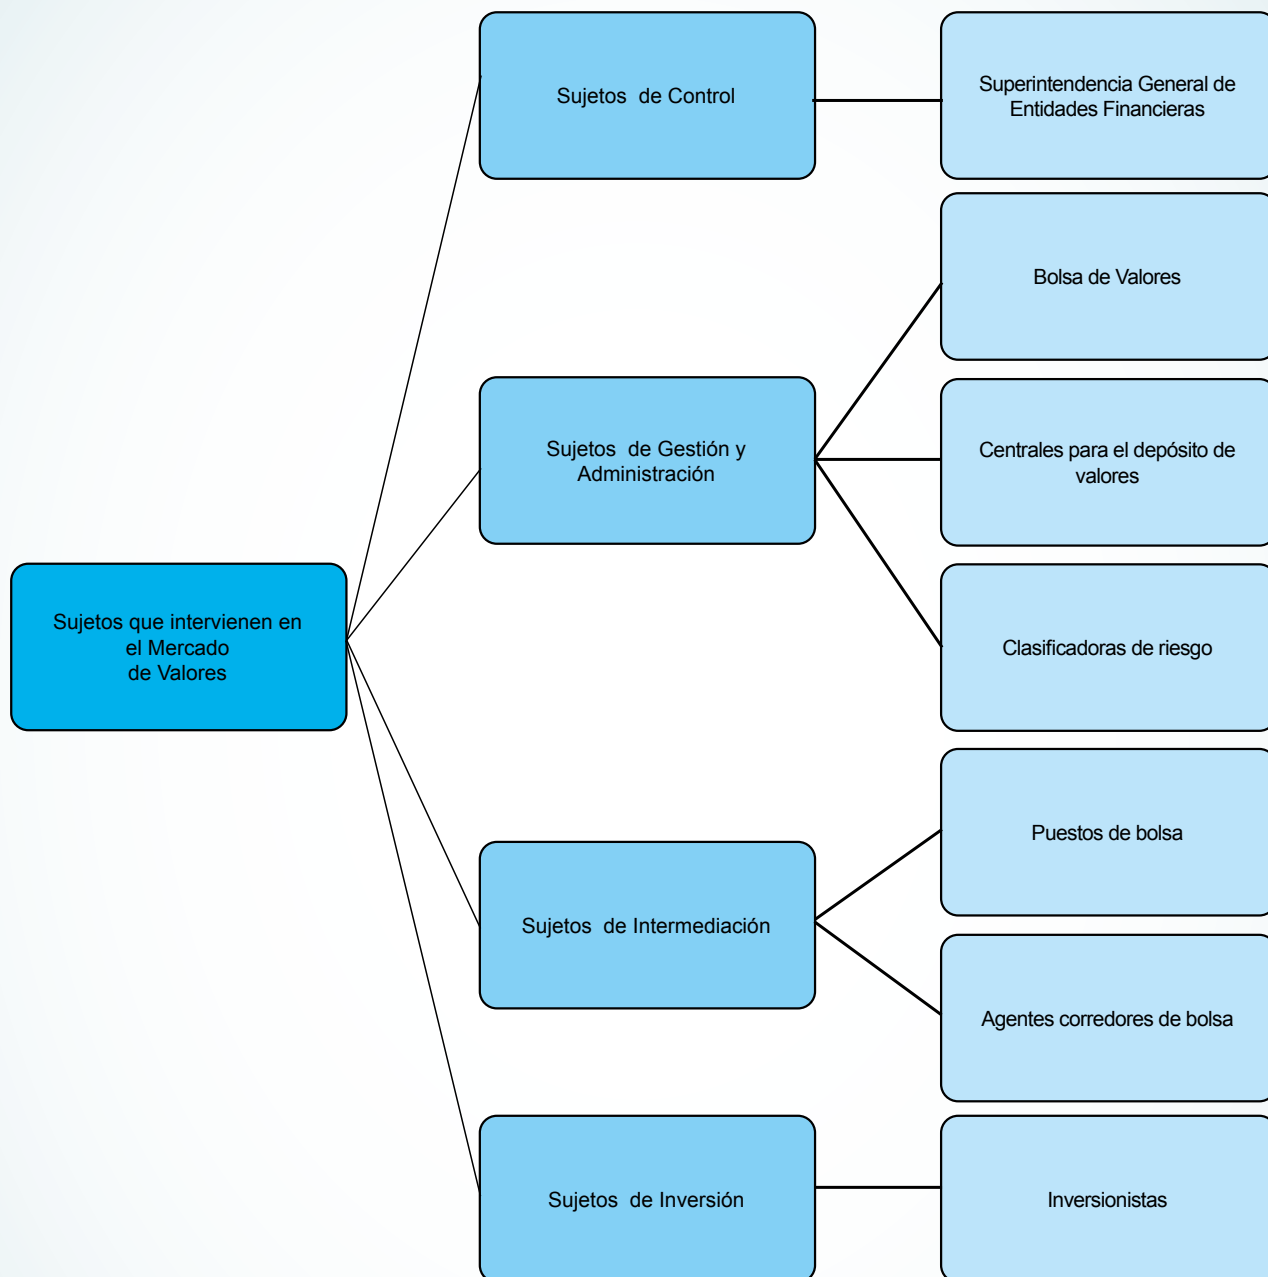 Sujetos de Control
Superintendencia General de
Entidades Financieras
Bolsa de Valores
Sujetos de Gestión y
Administración
Centrales para el depósito de
valores
Sujetos que intervienen en
el Mercado
de Valores
Clasificadoras de riesgo
Puestos de bolsa
Sujetos de Intermediación
Agentes corredores de bolsa
Sujetos de Inversión
Inversionistas